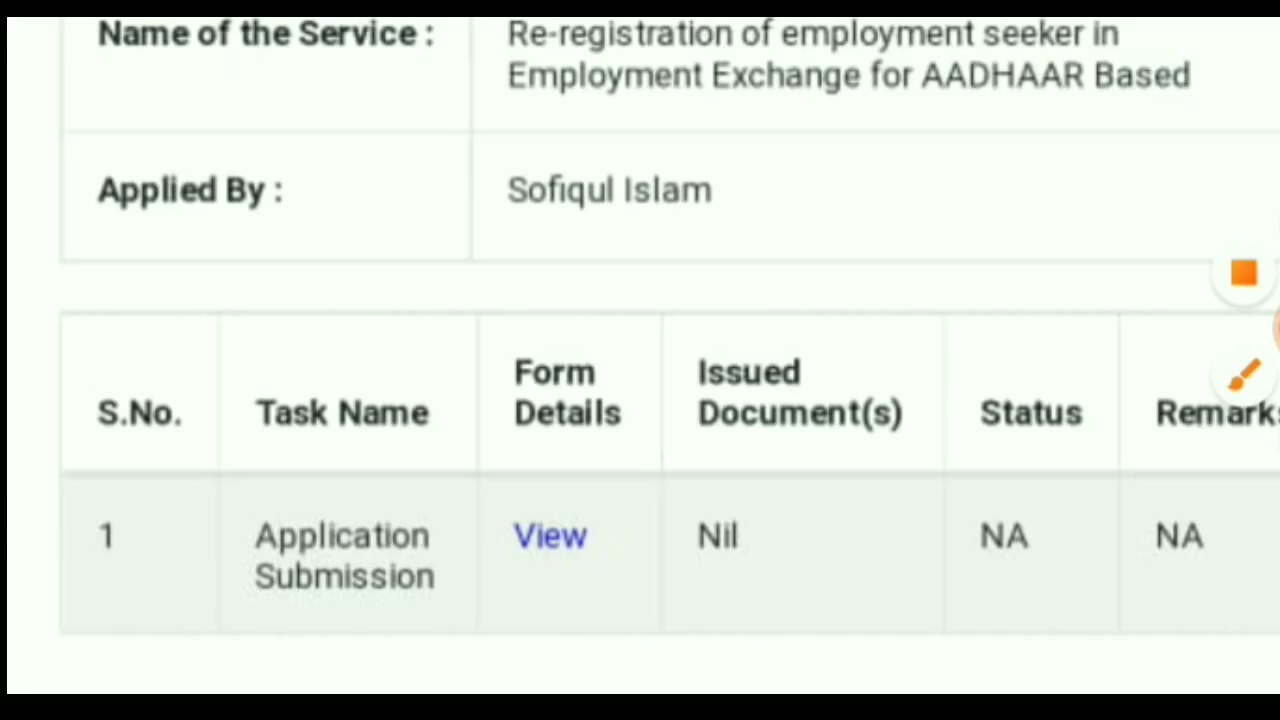 Name of the Service :
Re-registration of employment seeker in
Employment Exchange for AADHAAR Based
Applied By :
Sofiqul Islam
S.No.
Task Name
Form
Details
Issued
Document(s)
Status
Remarks
1
Application
Submission
View
Nil
NA
NA